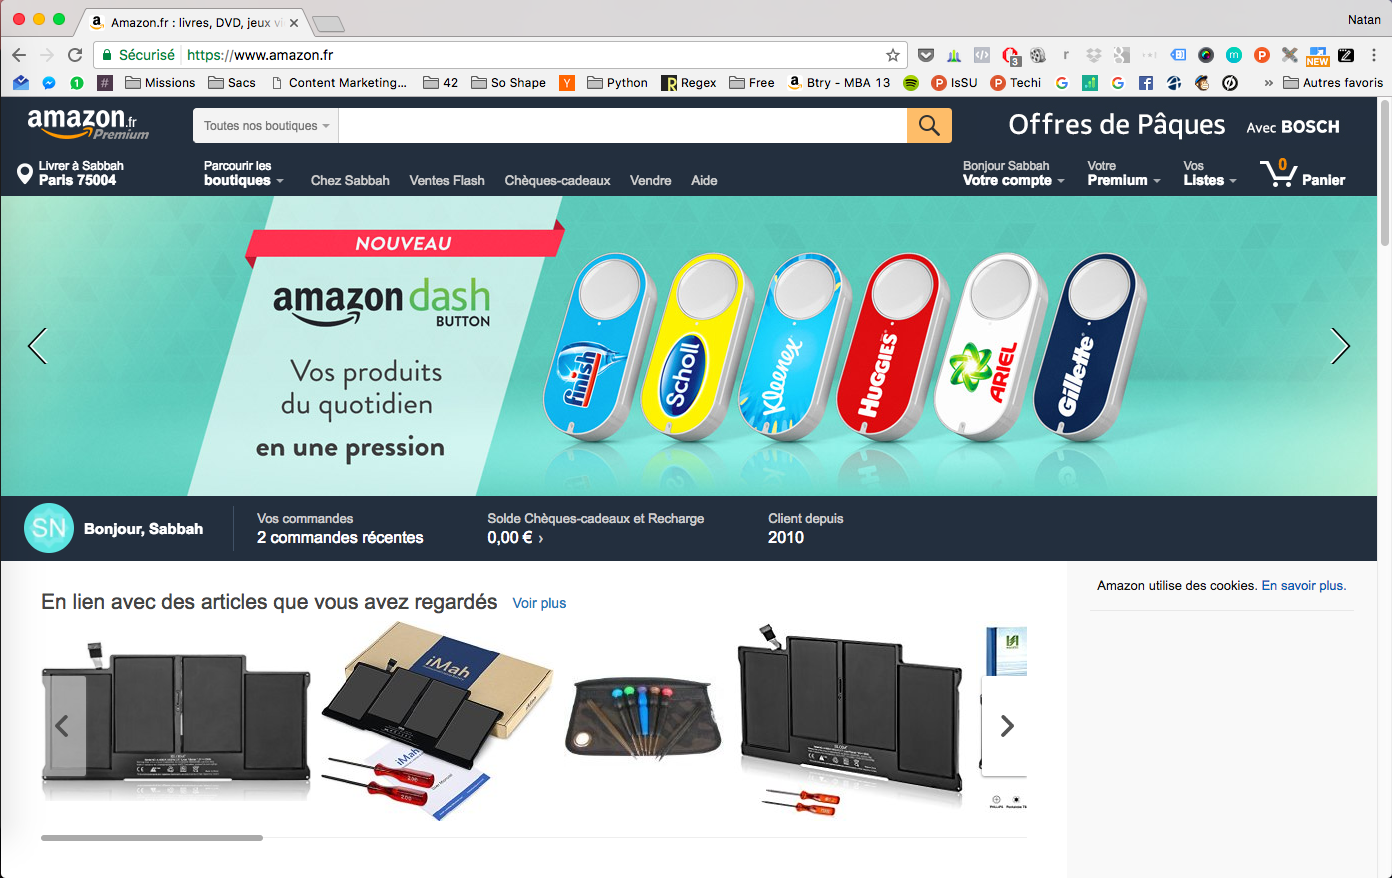 Natan
Amazon.fr : livres, DVD, jeux vi
Sécurisé
https://www.amazon.fr
3
NEW
Missions
Sacs
Content Marketing...
42
So Shape
Python
Regex
Free
Btry - MBA 13
IsSU
Techi
Autres favoris
amazon.fr
Premium
Toutes nos boutiques
Offres de Pâques
Avec BOSCH
Livrer à Sabbah
Paris 75004
Parcourir les
boutiques
Chez Sabbah
Ventes Flash
Chèques-cadeaux
Vendre
Aide
Bonjour Sabbah
Votre compte
Votre
Premium
Vos
Listes
0
Panier
NOUVEAU
amazon dash
BUTTON
Vos produits
du quotidien
en une pression
finish
Scholl
Kleenex
HUGGIES
ARIEL
Gillette
SN
Bonjour, Sabbah
Vos commandes
2 commandes récentes
Solde Chèques-cadeaux et Recharge
0,00 € ›
Client depuis
2010
Amazon utilise des cookies. En savoir plus.
En lien avec des articles que vous avez regardés
Voir plus
iMah
iMah